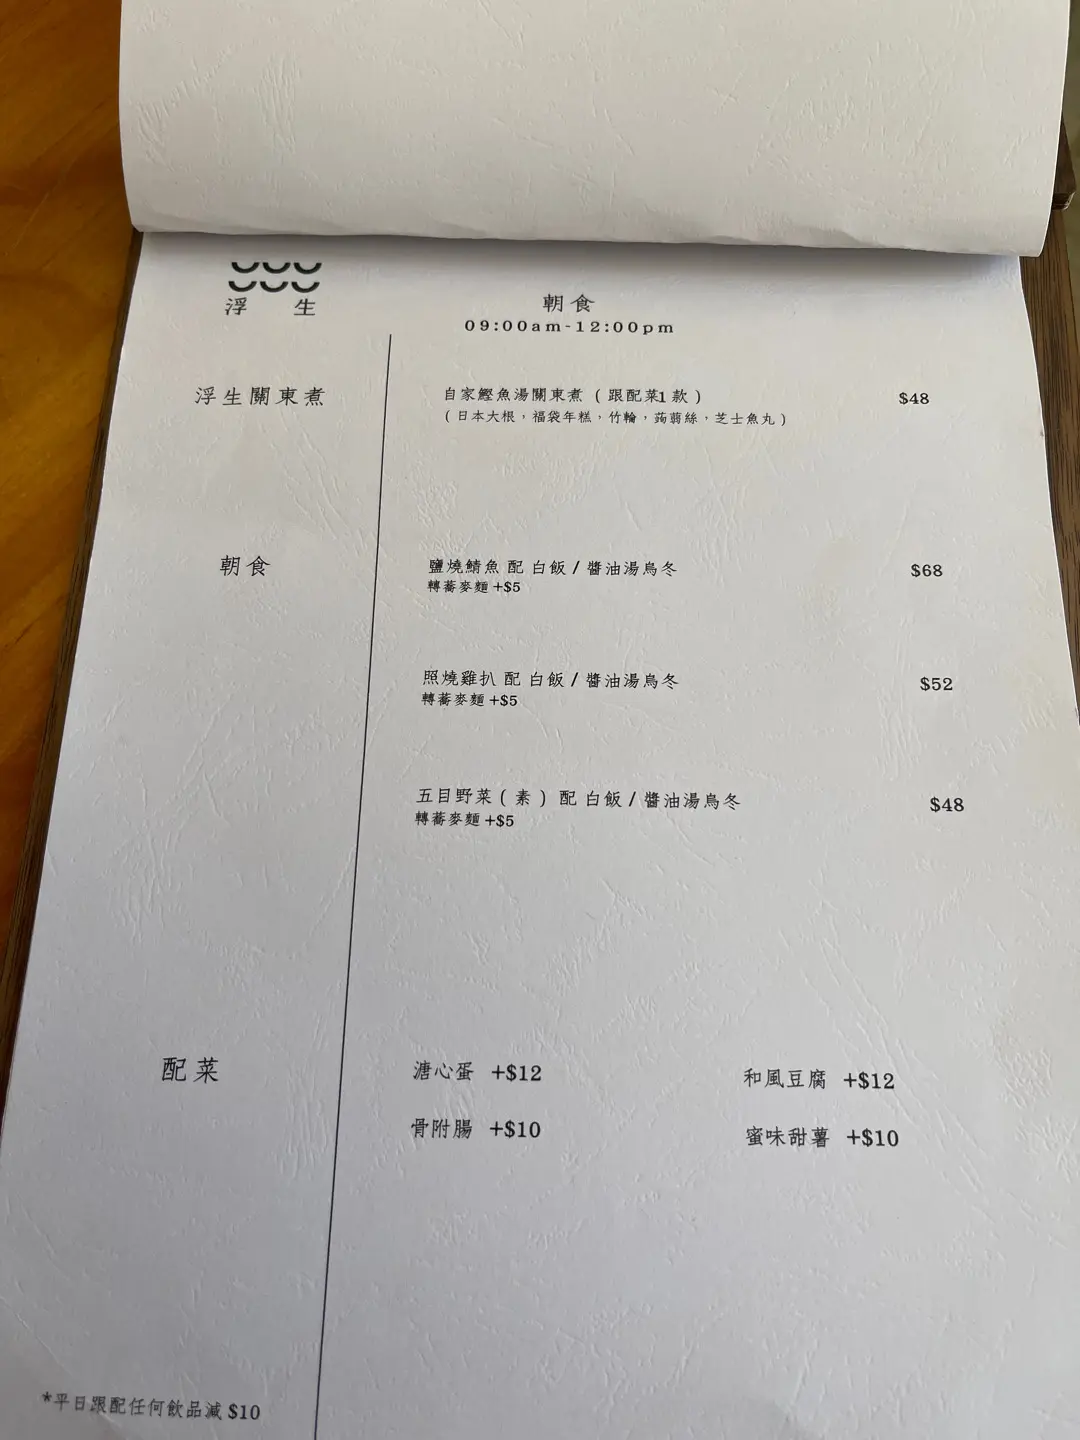 浮 生
朝食
09:00am-12:00pm
浮生關東煮
自家鰹魚湯關東煮 (跟配菜1款) $48
(日本大根,福袋年糕,竹輪,蒟蒻絲,芝士魚丸)
朝食
鹽燒鯖魚 配 白飯 / 醬油湯烏冬 $68
轉蕎麥麵 +$5
照燒雞扒 配 白飯 / 醬油湯烏冬 $52
轉蕎麥麵 +$5
五目野菜 (素) 配 白飯 / 醬油湯烏冬 $48
轉蕎麥麵 +$5
配菜
溏心蛋 +$12 和風豆腐 +$12
骨附腸 +$10 蜜味甜薯 +$10
*平日跟配任何飲品減 $10